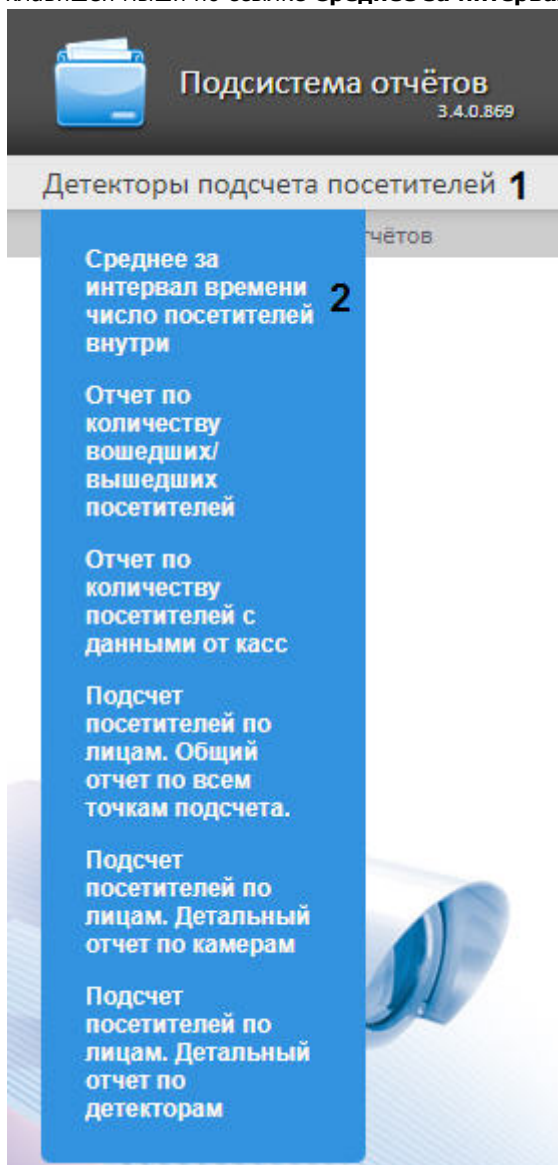 Подсистема отчётов
3.4.0.869
Детекторы подсчета посетителей 1
чётов
Среднее за
интервал времени 2
число посетителей
внутри
Отчет по
количеству
вошедших/
вышедших
посетителей
Отчет по
количеству
посетителей с
данными от касс
Подсчет
посетителей по
лицам. Общий
отчет по всем
точкам подсчета.
Подсчет
посетителей по
лицам. Детальный
отчет по камерам
Подсчет
посетителей по
лицам. Детальный
отчет по
детекторам